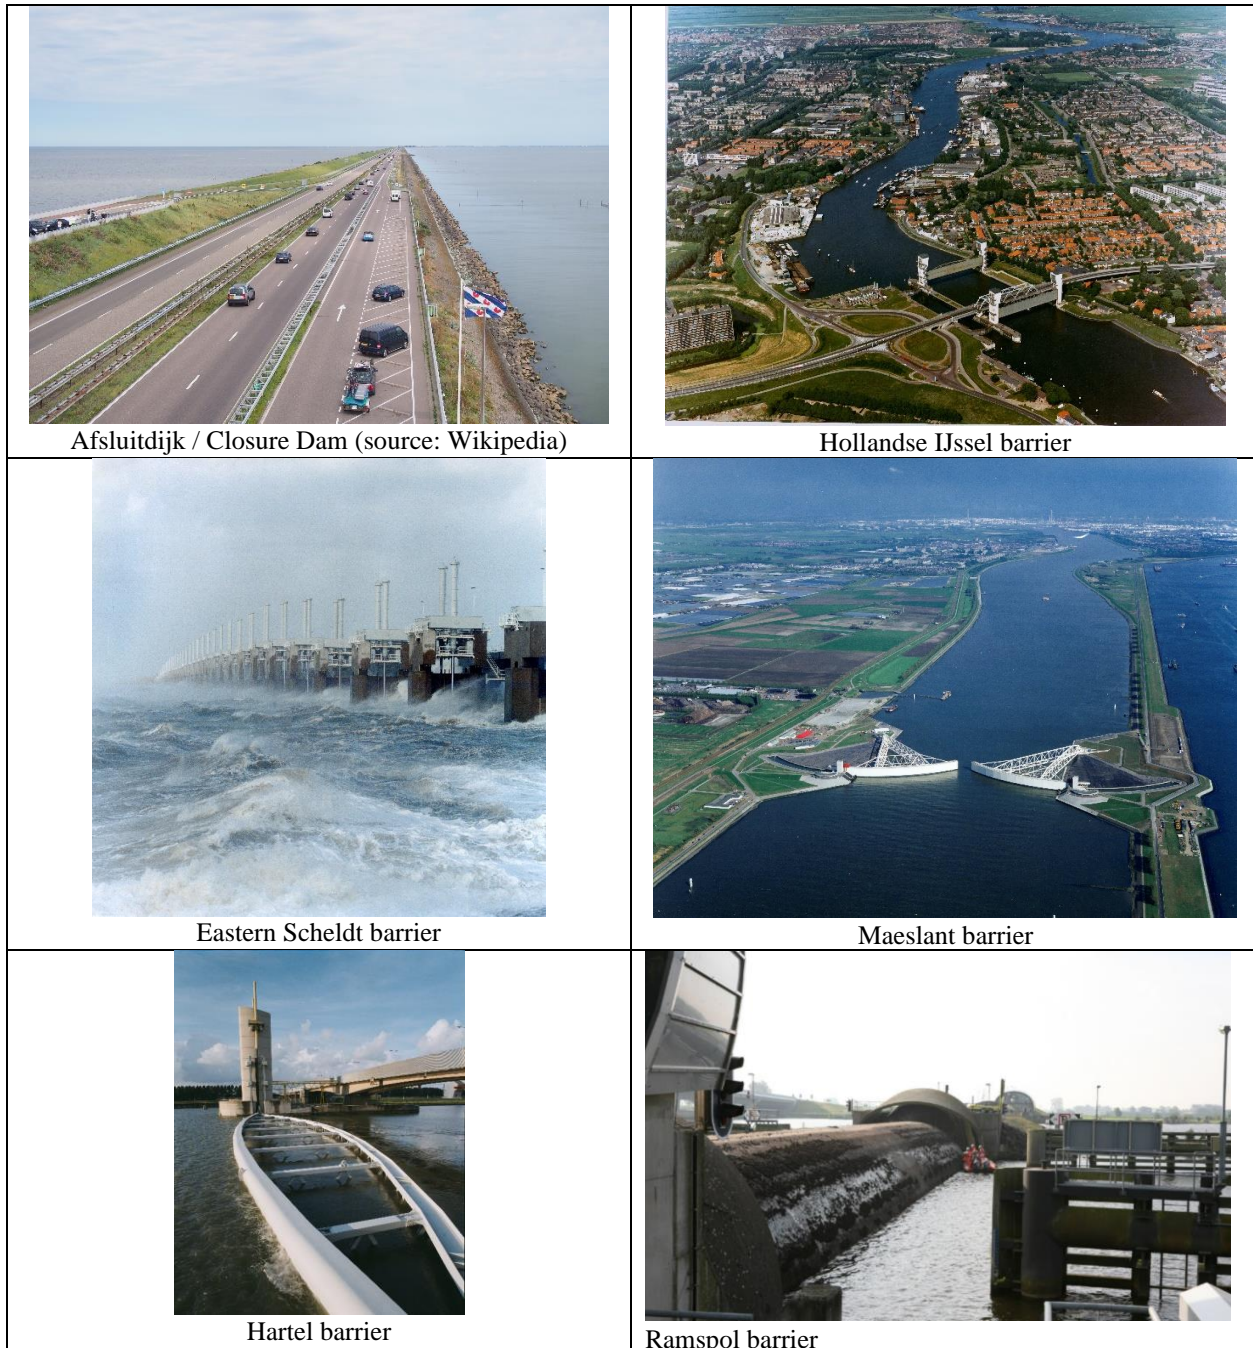 Afsluitdijk / Closure Dam (source: Wikipedia)
Hollandse IJssel barrier
Eastern Scheldt barrier
Maeslant barrier
Hartel barrier
Ramspol barrier